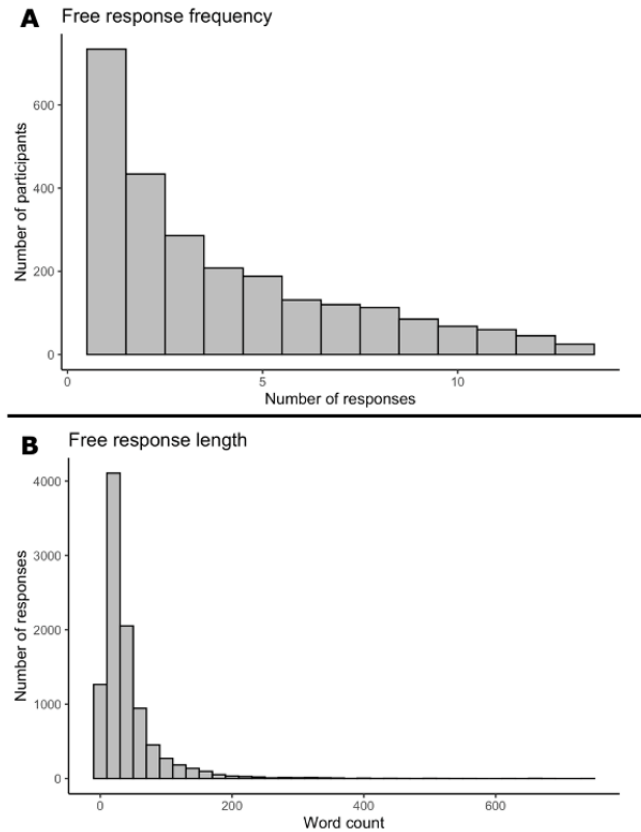 A Free response frequency
600
400
200
0
Number of participants
0 5 10
Number of responses
B Free response length
4000
3000
2000
1000
0
Number of responses
0 200 400 600
Word count